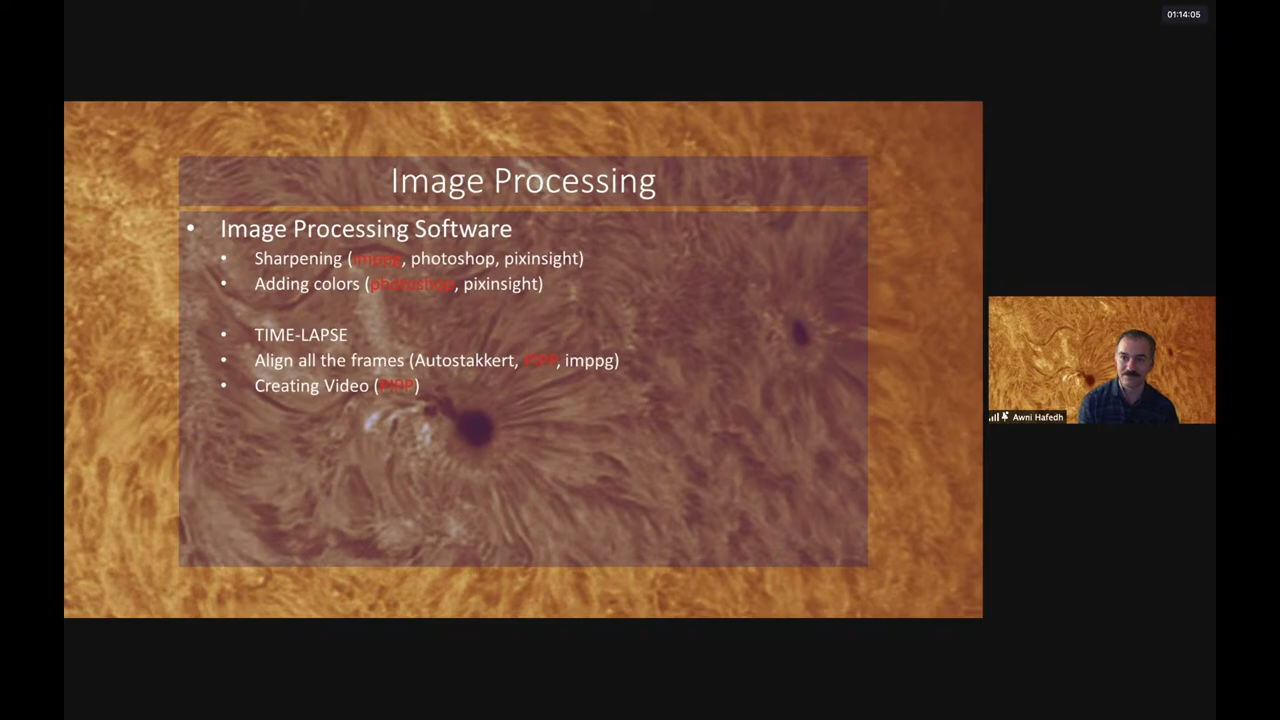 01:14:05
Image Processing
• Image Processing Software
• Sharpening (imppg, photoshop, pixinsight)
• Adding colors (photoshop, pixinsight)
• TIME-LAPSE
• Align all the frames (Autostakkert, PIPP, imppg)
• Creating Video (PIPP)
Awni Hafedh